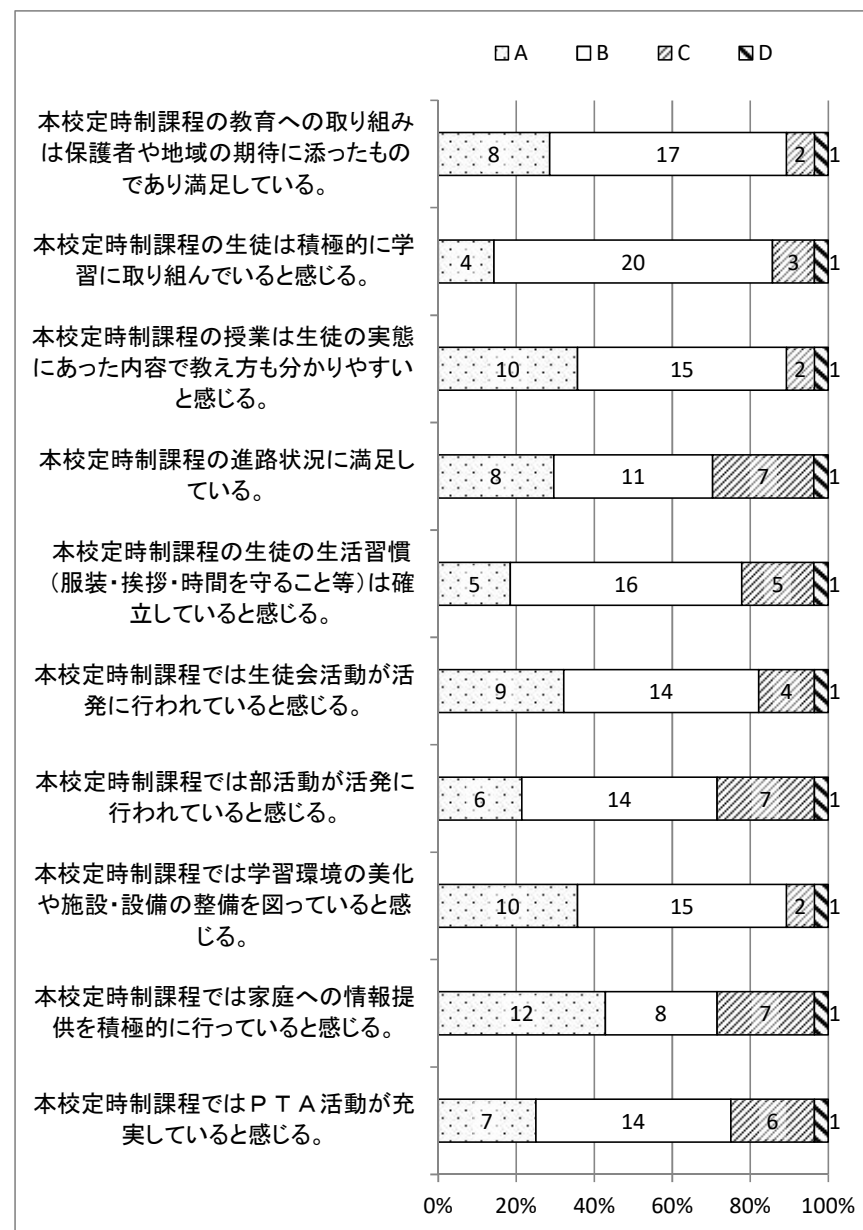 A B C D
本校定時制課程の教育への取り組み
は保護者や地域の期待に添ったもの
であり満足している。
8 17 2 1
本校定時制課程の生徒は積極的に学
習に取り組んでいると感じる。
4 20 3 1
本校定時制課程の授業は生徒の実態
にあった内容で教え方も分かりやすい
と感じる。
10 15 2 1
本校定時制課程の進路状況に満足し
ている。
8 11 7 1
本校定時制課程の生徒の生活習慣
（服装・挨拶・時間を守ること等）は確
立していると感じる。
5 16 5 1
本校定時制課程では生徒会活動が活
発に行われていると感じる。
9 14 4 1
本校定時制課程では部活動が活発に
行われていると感じる。
6 14 7 1
本校定時制課程では学習環境の美化
や施設・設備の整備を図っていると感
じる。
10 15 2 1
本校定時制課程では家庭への情報提
供を積極的に行っていると感じる。
12 8 7 1
本校定時制課程ではＰＴＡ活動が充
実していると感じる。
7 14 6 1
0% 20% 40% 60% 80% 100%